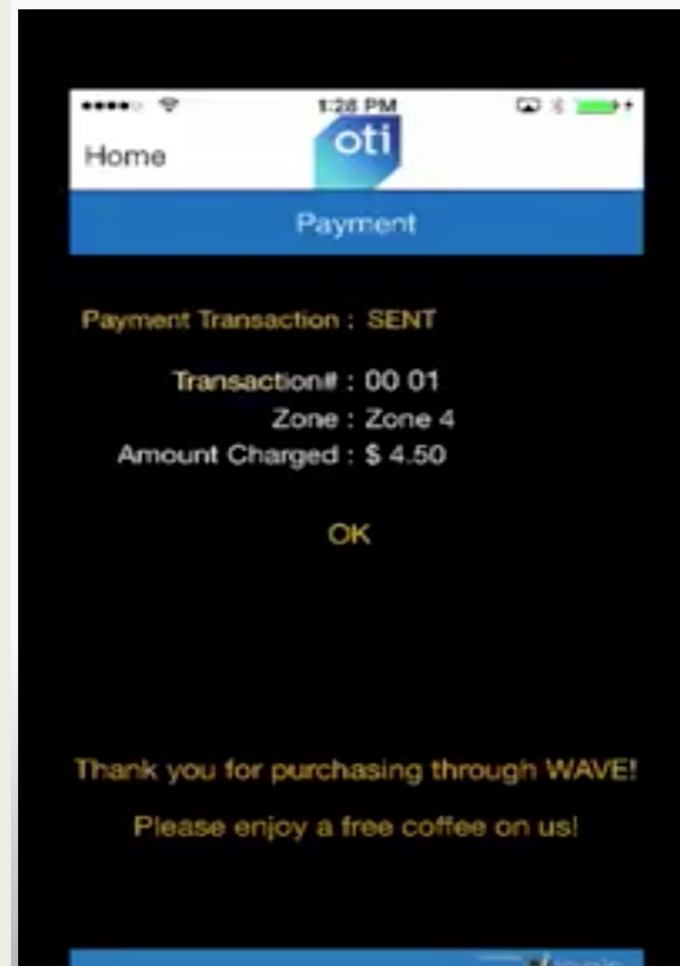 1:28 PM
Home
oti
Payment
Payment Transaction : SENT
Transaction# : 00 01
Zone : Zone 4
Amount Charged : $ 4.50
OK
Thank you for purchasing through WAVE!
Please enjoy a free coffee on us!